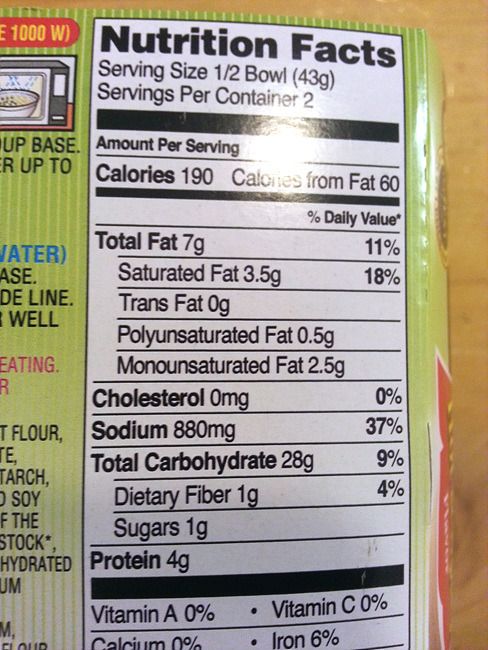 E 1000 W)
UP BASE.
R UP TO
WATER)
ASE.
DE LINE.
R WELL
EATING.
R
T FLOUR,
TE,
TARCH,
D SOY
F THE
STOCK*,
HYDRATED
UM
M,
FLOUR
Nutrition Facts
Serving Size 1/2 Bowl (43g)
Servings Per Container 2
Amount Per Serving
Calories 190 Calories from Fat 60
% Daily Value*
Total Fat 7g 11%
Saturated Fat 3.5g 18%
Trans Fat 0g
Polyunsaturated Fat 0.5g
Monounsaturated Fat 2.5g
Cholesterol 0mg 0%
Sodium 880mg 37%
Total Carbohydrate 28g 9%
Dietary Fiber 1g 4%
Sugars 1g
Protein 4g
Vitamin A 0% • Vitamin C 0%
Calcium 0% • Iron 6%